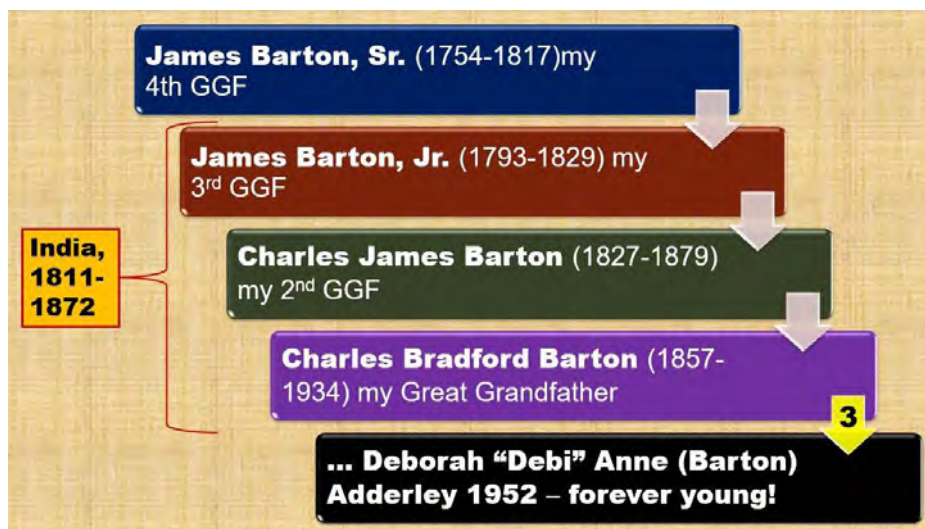 James Barton, Sr. (1754-1817)my
4th GGF
James Barton, Jr. (1793-1829) my
3rd GGF
India,
1811-
1872
Charles James Barton (1827-1879)
my 2nd GGF
Charles Bradford Barton (1857-
1934) my Great Grandfather
3
... Deborah “Debi” Anne (Barton)
Adderley 1952 – forever young!